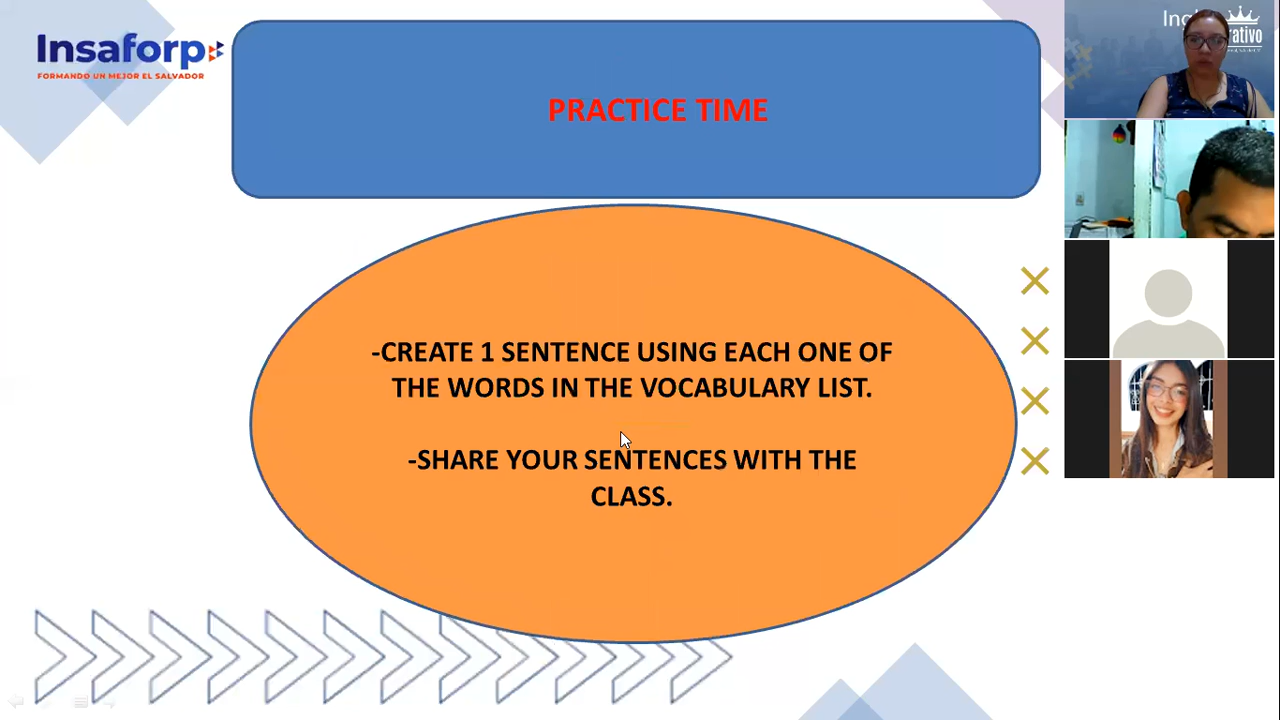 Insaforp
FORMANDO UN MEJOR EL SALVADOR
PRACTICE TIME
-CREATE 1 SENTENCE USING EACH ONE OF
THE WORDS IN THE VOCABULARY LIST.
-SHARE YOUR SENTENCES WITH THE
CLASS.